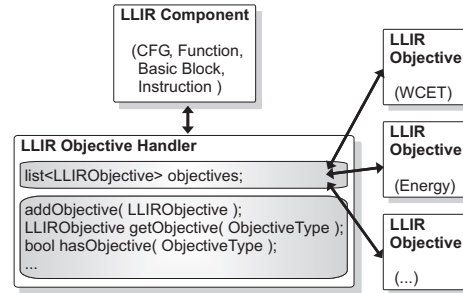 LLIR Component
(CFG, Function,
Basic Block,
Instruction )
LLIR Objective Handler
list<LLIRObjective> objectives;
addObjective( LLIRObjective );
LLIRObjective getObjective( ObjectiveType );
bool hasObjective( ObjectiveType );
...
LLIR
Objective
(WCET)
LLIR
Objective
(Energy)
LLIR
Objective
(...)